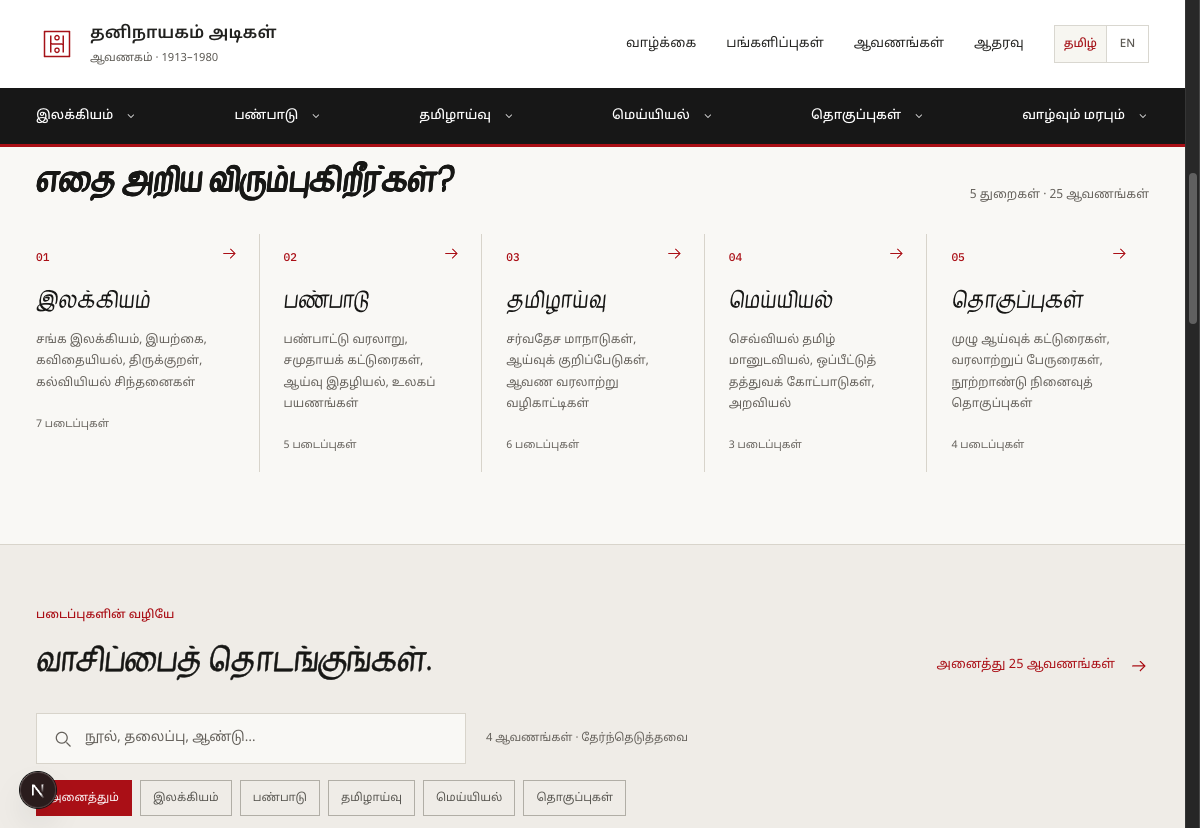 தனிநாயகம் அடிகள்
ஆவணகம் · 1913–1980
வாழ்க்கை பங்களிப்புகள் ஆவணங்கள் ஆதரவு தமிழ் EN
இலக்கியம் பண்பாடு தமிழாய்வு மெய்யியல் தொகுப்புகள் வாழ்வும் மரபும்
எதை அறிய விரும்புகிறீர்கள்?
5 துறைகள் · 25 ஆவணங்கள்
01
இலக்கியம்
சங்க இலக்கியம், இயற்கை,
கவிதையியல், திருக்குறள்,
கல்வியியல் சிந்தனைகள்
7 படைப்புகள்
02
பண்பாடு
பண்பாட்டு வரலாறு,
சமுதாயக் கட்டுரைகள்,
ஆய்வு இதழியல், உலகப்
பயணங்கள்
5 படைப்புகள்
03
தமிழாய்வு
சர்வதேச மாநாடுகள்,
ஆய்வுக் குறிப்பேடுகள்,
ஆவண வரலாற்று
வழிகாட்டிகள்
6 படைப்புகள்
04
மெய்யியல்
செவ்வியல் தமிழ்
மானுடவியல், ஒப்பீட்டுத்
தத்துவக் கோட்பாடுகள்,
அறவியல்
3 படைப்புகள்
05
தொகுப்புகள்
முழு ஆய்வுக் கட்டுரைகள்,
வரலாற்றுப் பேருரைகள்,
நூற்றாண்டு நினைவுத்
தொகுப்புகள்
4 படைப்புகள்
படைப்புகளின் வழியே
வாசிப்பைத் தொடங்குங்கள்.
அனைத்து 25 ஆவணங்கள்
நூல், தலைப்பு, ஆண்டு...
4 ஆவணங்கள் · தேர்ந்தெடுத்தவை
N
அனைத்தும் இலக்கியம் பண்பாடு தமிழாய்வு மெய்யியல் தொகுப்புகள்